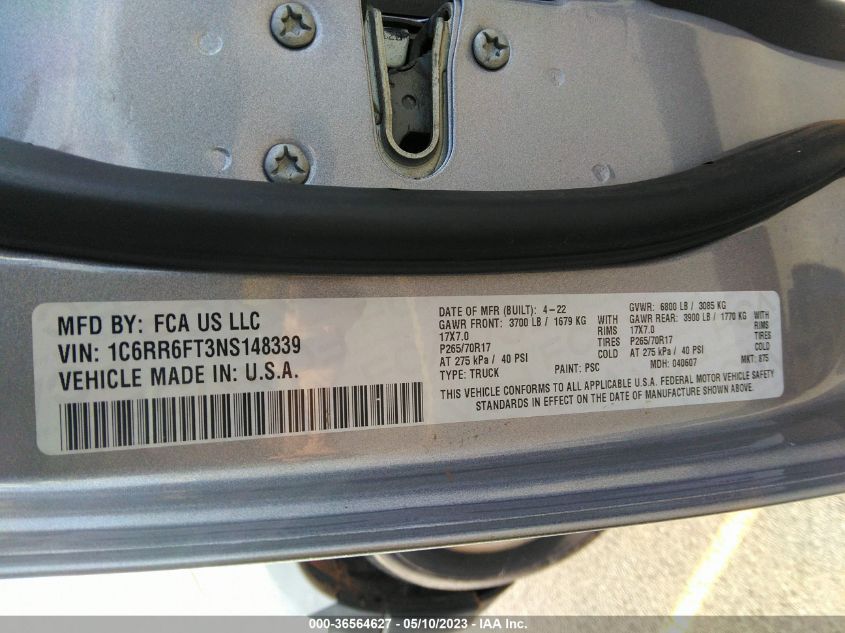 MFD BY: FCA US LLC
VIN: 1C6RR6FT3NS148339
VEHICLE MADE IN: U.S.A.
DATE OF MFR (BUILT): 4-22 GVWR: 6800 LB / 3085 KG
GAWR FRONT: 3700 LB / 1679 KG WITH GAWR REAR: 3900 LB / 1770 KG WITH
17X7.0 RIMS 17X7.0 RIMS
P265/70R17 TIRES P265/70R17 TIRES
AT 275 kPa / 40 PSI COLD AT 275 kPa / 40 PSI COLD
TYPE: TRUCK PAINT: PSC MDH: 040607 MKT: 875
THIS VEHICLE CONFORMS TO ALL APPLICABLE U.S.A. FEDERAL MOTOR VEHICLE SAFETY
STANDARDS IN EFFECT ON THE DATE OF MANUFACTURE SHOWN ABOVE.
000-36564627 - 05/10/2023 - IAA Inc.